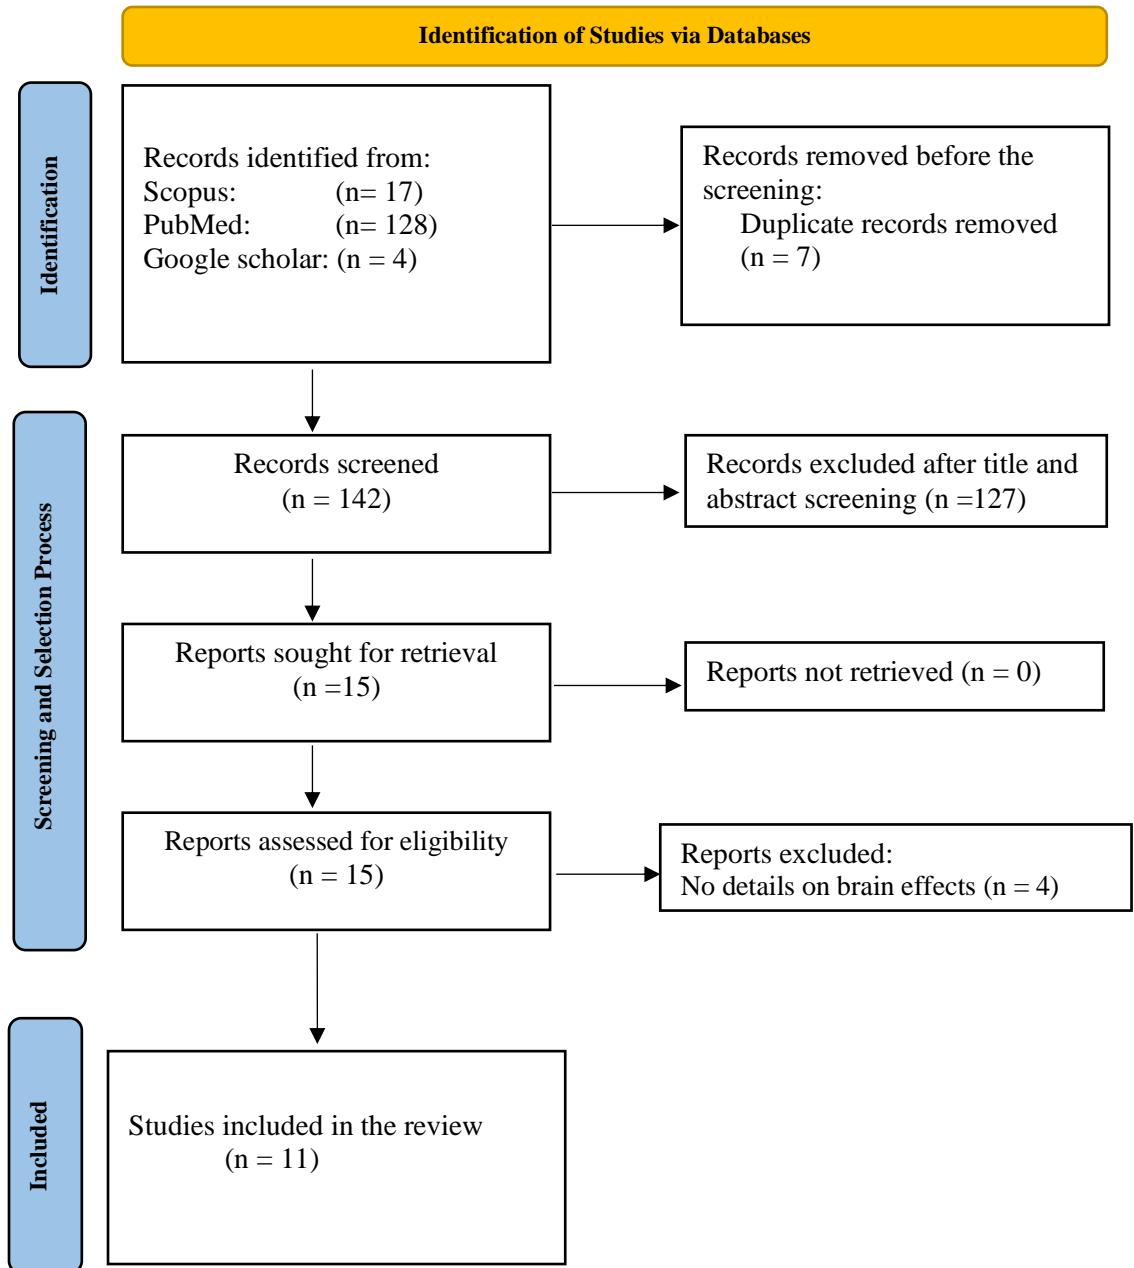 Identification of Studies via Databases
Identification
Records identified from:
Scopus: (n= 17)
PubMed: (n= 128)
Google scholar: (n = 4)
Records removed before the
screening:
Duplicate records removed
(n = 7)
Screening and Selection Process
Records screened
(n = 142)
Records excluded after title and
abstract screening (n =127)
Reports sought for retrieval
(n =15)
Reports not retrieved (n = 0)
Reports assessed for eligibility
(n = 15)
Reports excluded:
No details on brain effects (n = 4)
Included
Studies included in the review
(n = 11)